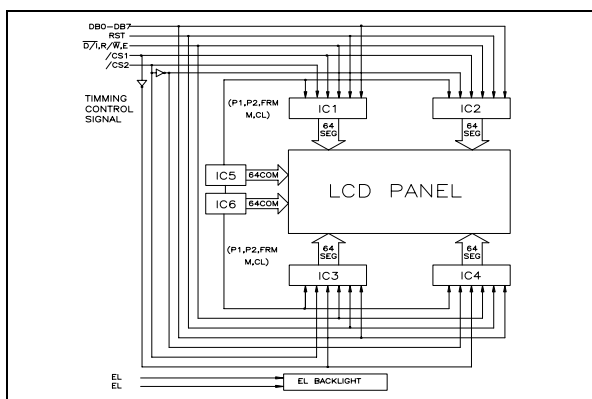 DB0-DB7
RST
D/I,R/W,E
/CS1
/CS2
TIMMING
CONTROL
SIGNAL
(P1,P2,FRM
M,CL)
IC1
IC2
64
SEG
64
SEG
IC5
64COM
IC6
64COM
LCD PANEL
(P1,P2,FRM
M,CL)
64
SEG
64
SEG
IC3
IC4
EL
EL
EL BACKLIGHT